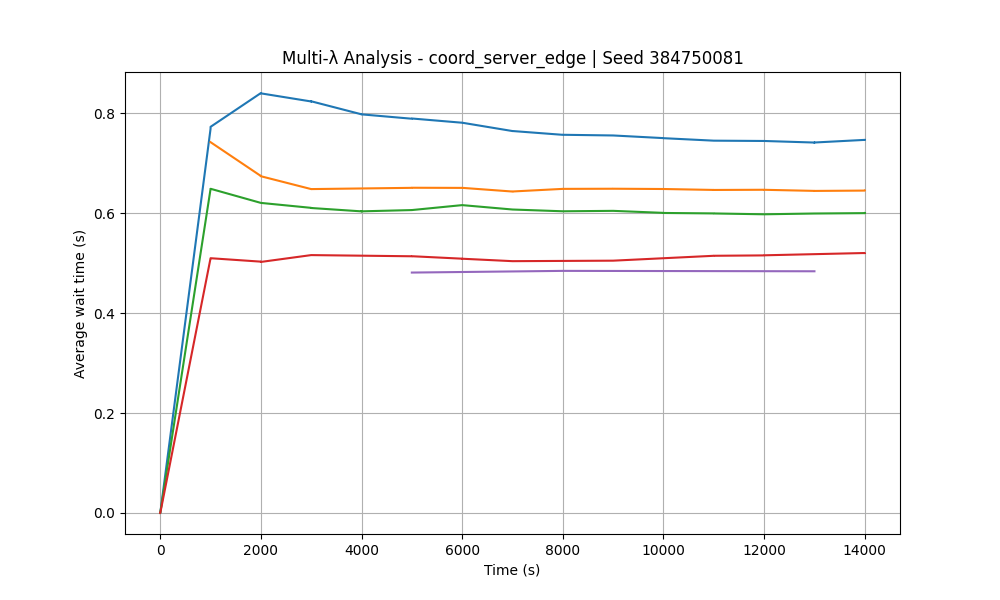 Multi-λ Analysis - coord_server_edge | Seed 384750081
Average wait time (s)
0.8
0.6
0.4
0.2
0.0
0 2000 4000 6000 8000 10000 12000 14000
Time (s)